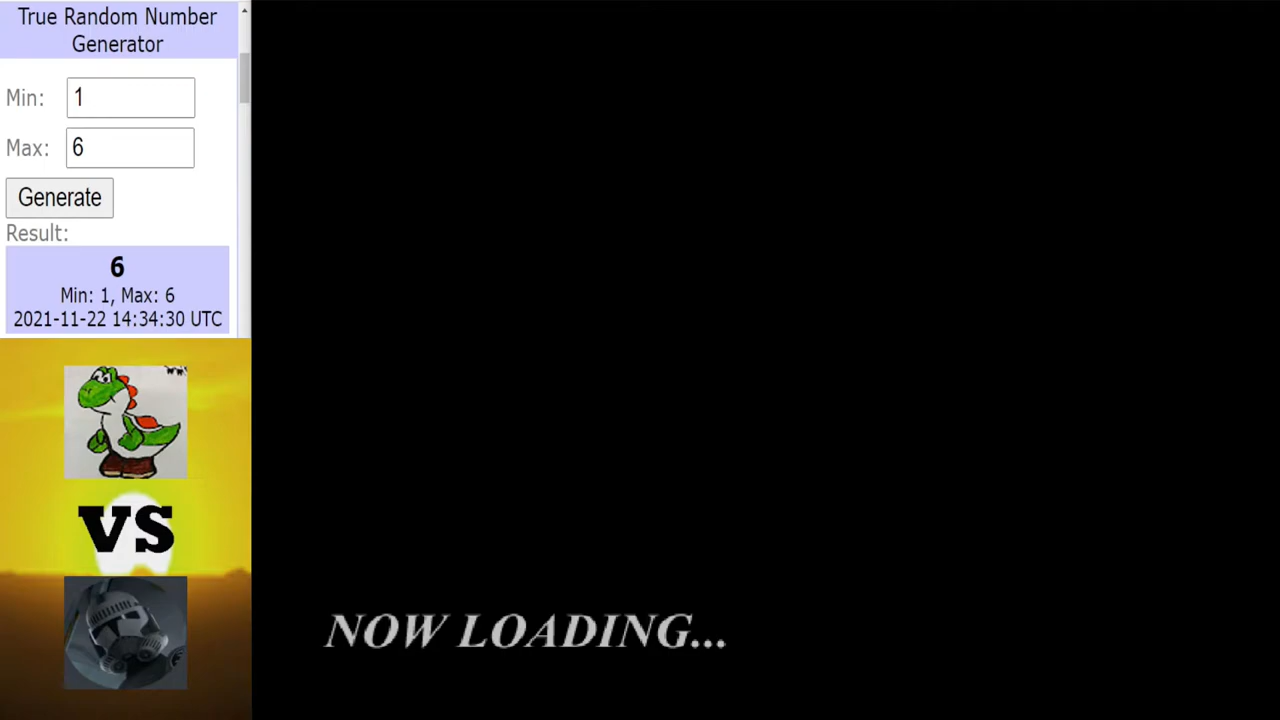 True Random Number
Generator
Min: 1
Max: 6
Generate
Result:
6
Min: 1, Max: 6
2021-11-22 14:34:30 UTC
VS
NOW LOADING...